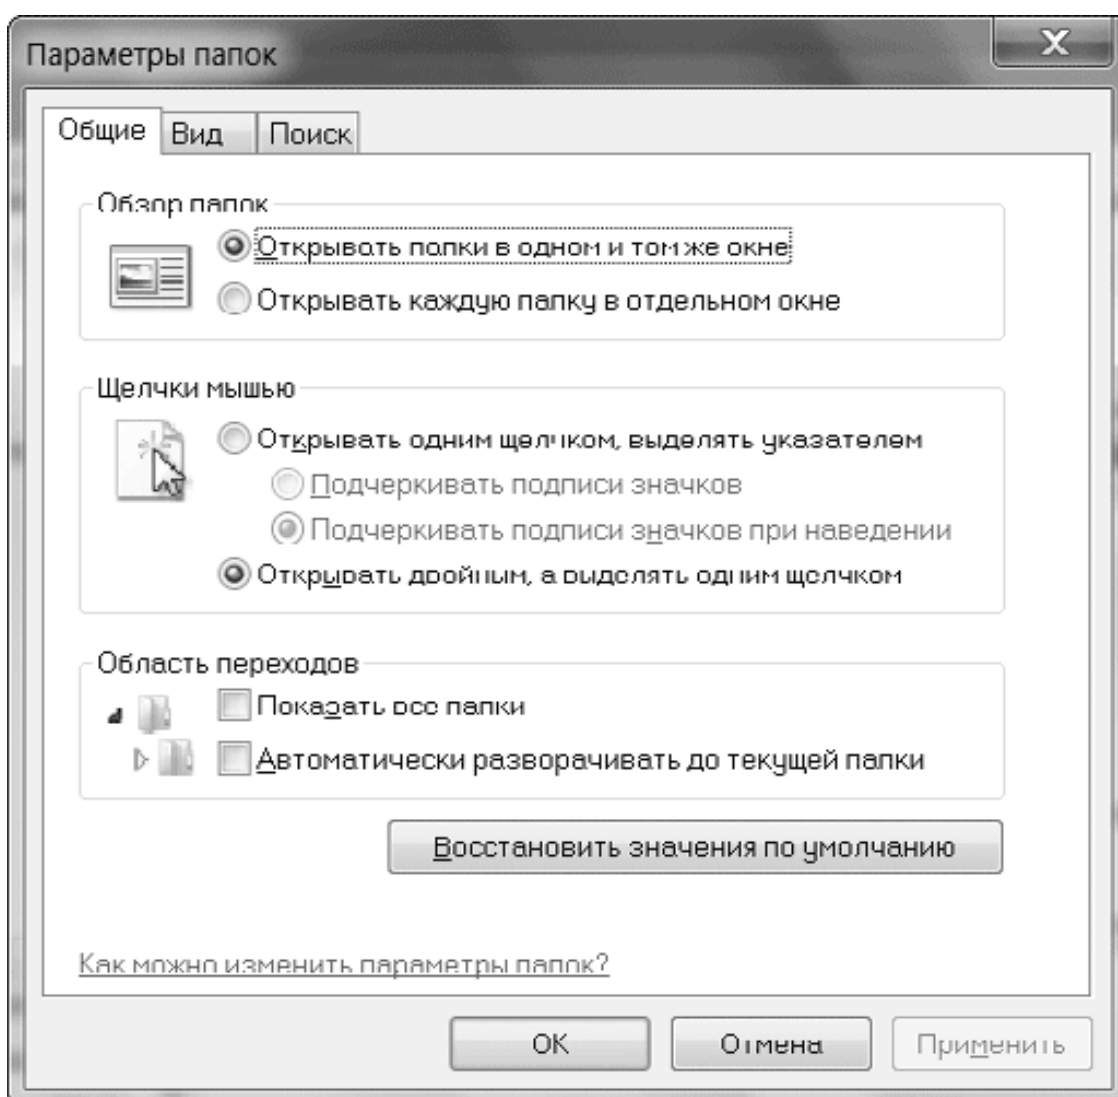 Параметры папок
Общие Вид Поиск
Обзор папок
Открывать папки в одном и том же окне
Открывать каждую папку в отдельном окне
Щелчки мышью
Открывать одним щелчком, выделять указателем
Подчеркивать подписи значков
Подчеркивать подписи значков при наведении
Открывать двойным, а выделять одним щелчком
Область переходов
Показать все папки
Автоматически разворачивать до текущей папки
Восстановить значения по умолчанию
Как можно изменить параметры папок?
ОК Отмена Применить